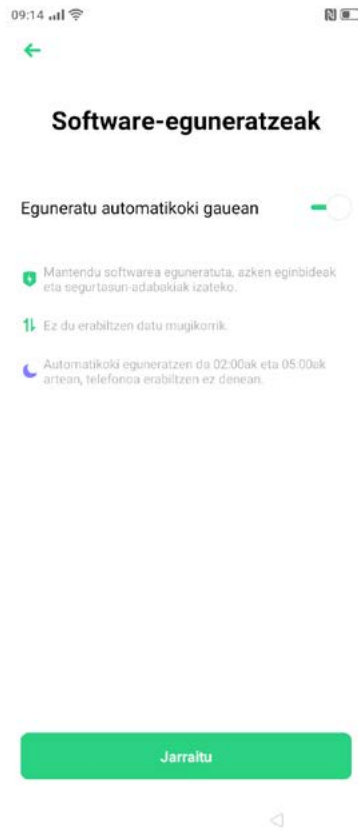 09:14
Software-eguneratzeak
Eguneratu automatikoki gauean
Mantendu softwarea eguneratuta, azken eginbideak
eta segurtasun-adabakiak izateko.
Ez du erabiltzen datu mugikorrik.
Automatikoki eguneratzen da 02:00ak eta 05:00ak
artean, telefonoa erabiltzen ez denean.
Jarraitu